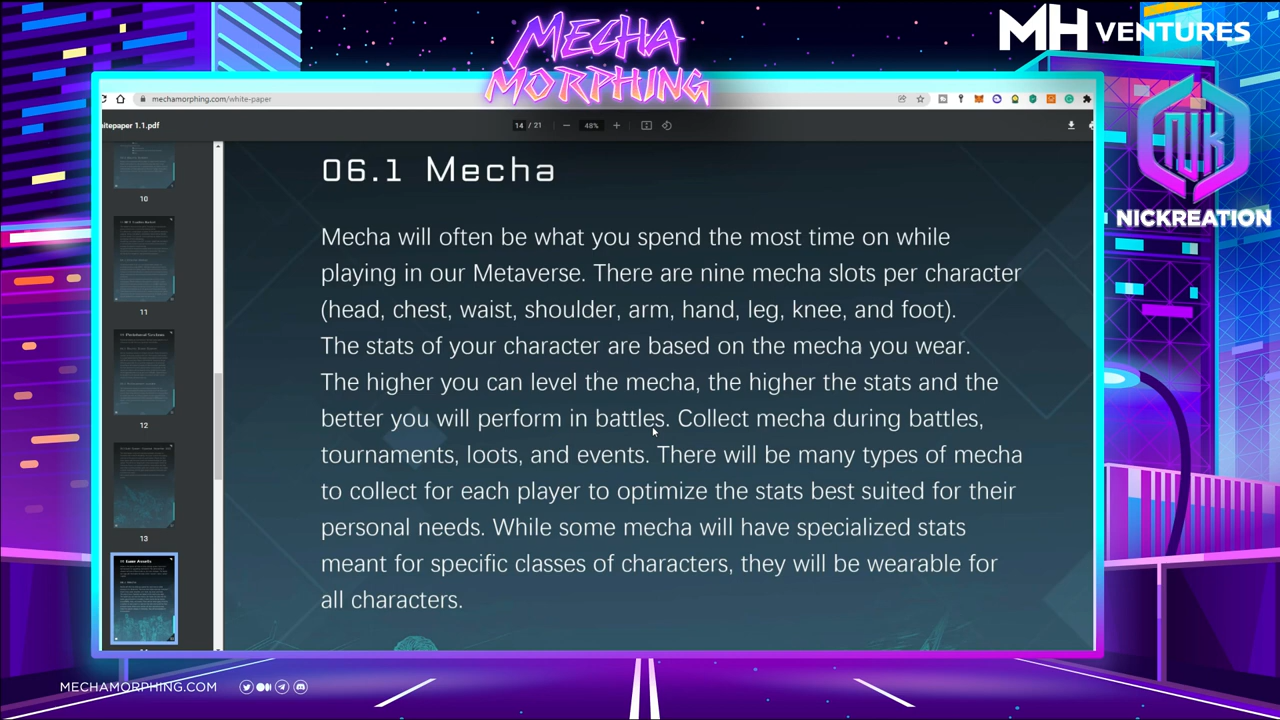 MECHA
MORPHING
MH VENTURES
mechamorphing.com/white-paper
itepaper 1.1.pdf
14 / 21
48%
NICKREATION
06.1 Mecha
Mecha will often be what you spend the most time on while
playing in our Metaverse. There are nine mecha slots per character
(head, chest, waist, shoulder, arm, hand, leg, knee, and foot).
The stats of your character are based on the mecha you wear.
The higher you can level the mecha, the higher the stats and the
better you will perform in battles. Collect mecha during battles,
tournaments, loots, and events. There will be many types of mecha
to collect for each player to optimize the stats best suited for their
personal needs. While some mecha will have specialized stats
meant for specific classes of characters, they will be wearable for
all characters.
10
11
12
13
MECHAMORPHING.COM